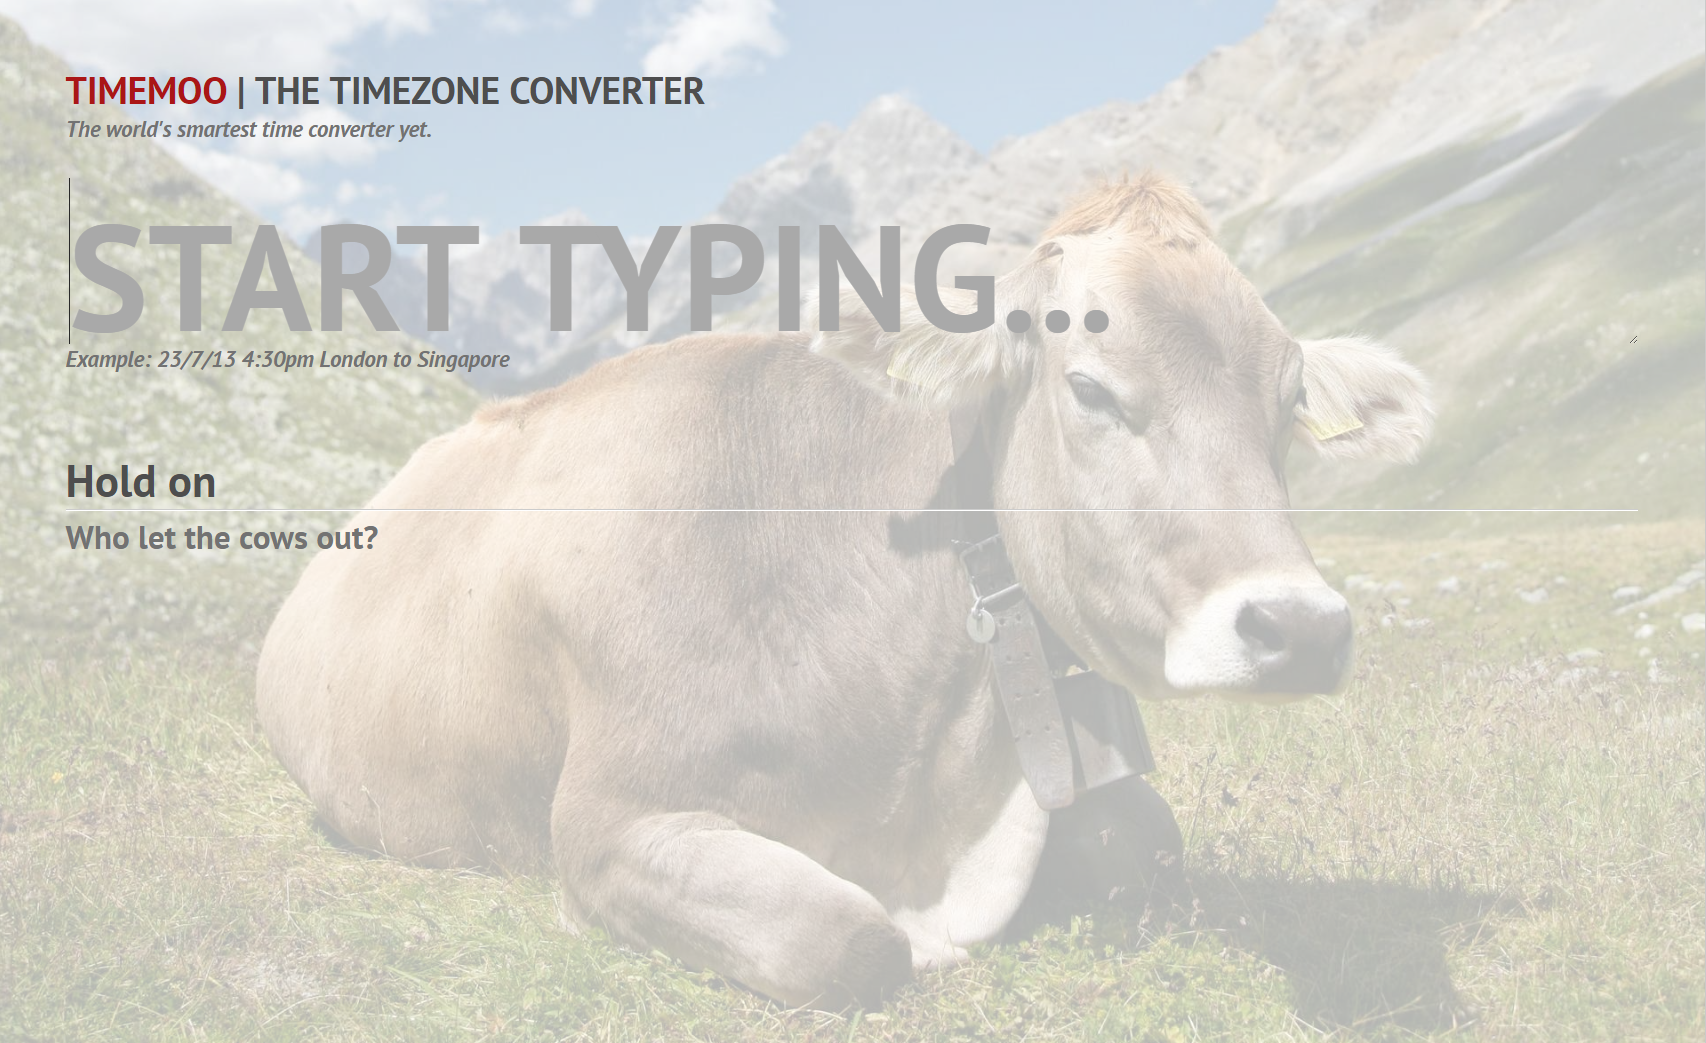 TIMEMOO | THE TIMEZONE CONVERTER
The world's smartest time converter yet.
START TYPING...
Example: 23/7/13 4:30pm London to Singapore
Hold on
Who let the cows out?